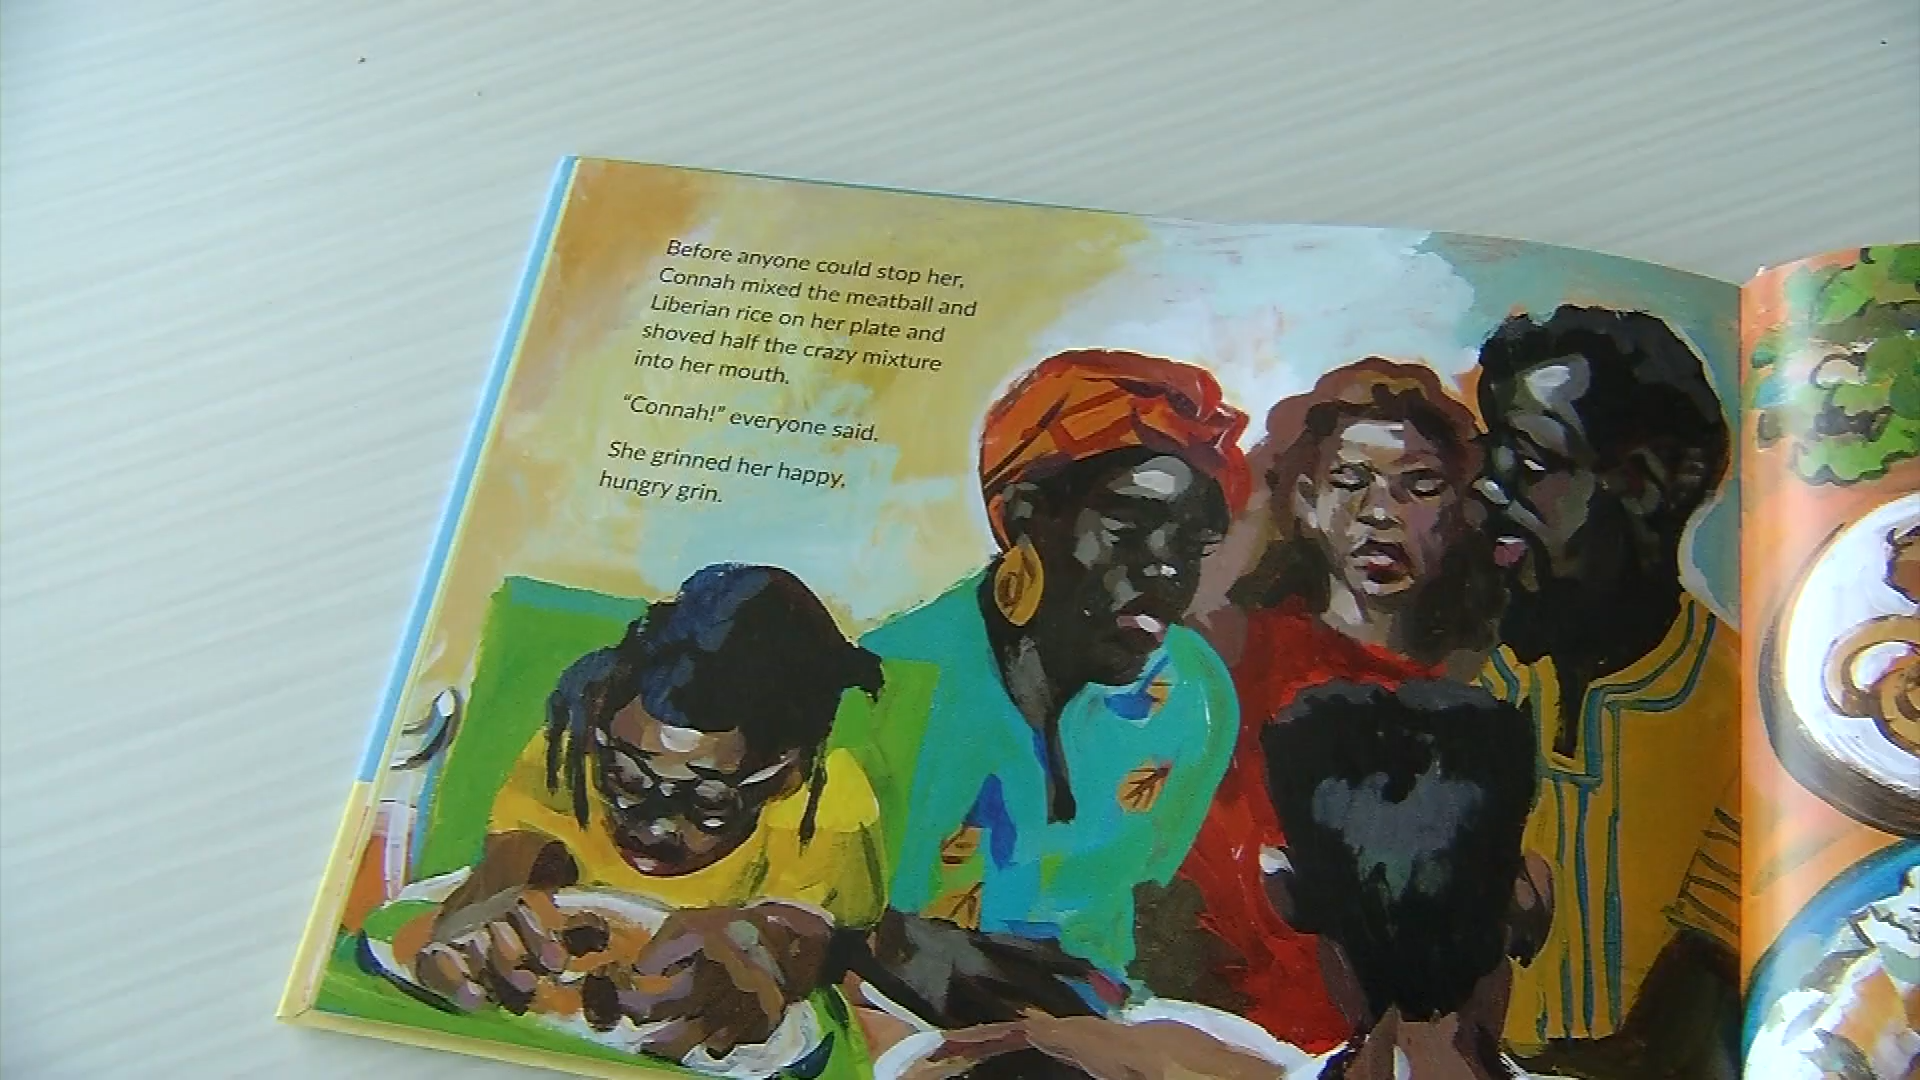 Before anyone could stop her,
Connah mixed the meatball and
Liberian rice on her plate and
shoved half the crazy mixture
into her mouth.
“Connah!” everyone said.
She grinned her happy,
hungry grin.